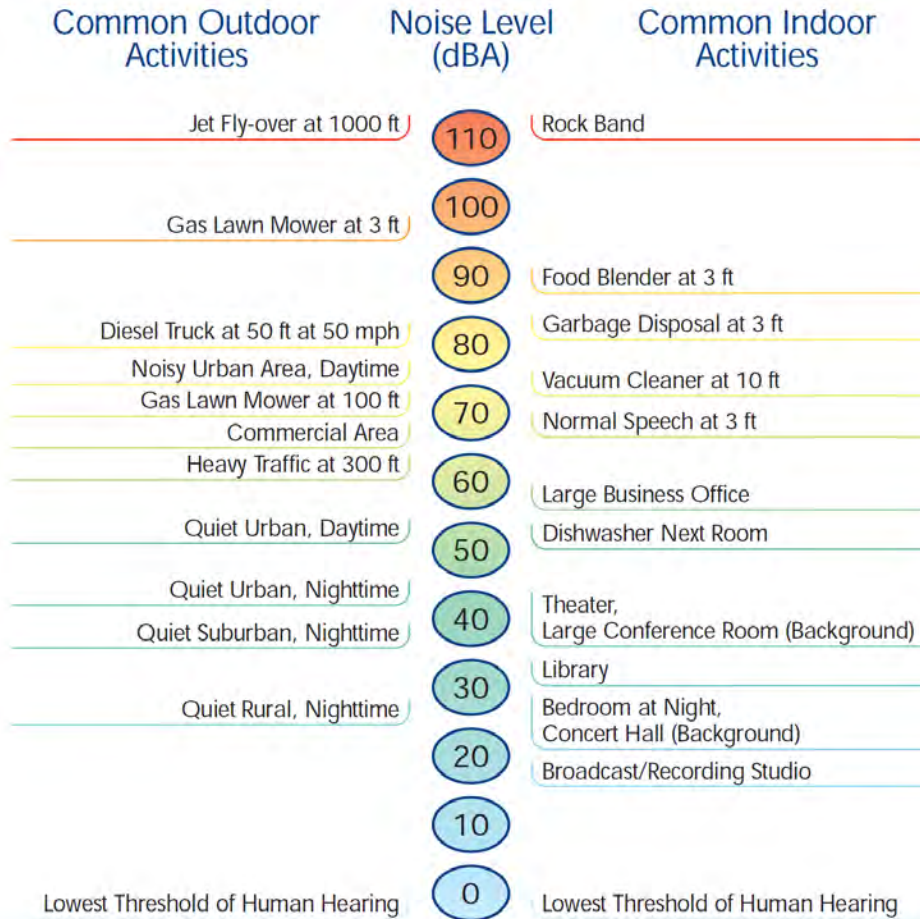 Common Outdoor
Activities
Noise Level
(dBA)
Common Indoor
Activities
Jet Fly-over at 1000 ft
110
Rock Band
100
Gas Lawn Mower at 3 ft
90
Food Blender at 3 ft
Diesel Truck at 50 ft at 50 mph
80
Garbage Disposal at 3 ft
Noisy Urban Area, Daytime
Vacuum Cleaner at 10 ft
Gas Lawn Mower at 100 ft
70
Normal Speech at 3 ft
Commercial Area
Heavy Traffic at 300 ft
60
Large Business Office
Quiet Urban, Daytime
50
Dishwasher Next Room
Quiet Urban, Nighttime
40
Theater,
Large Conference Room (Background)
Quiet Suburban, Nighttime
Library
30
Quiet Rural, Nighttime
Bedroom at Night,
Concert Hall (Background)
20
Broadcast/Recording Studio
10
0
Lowest Threshold of Human Hearing
Lowest Threshold of Human Hearing